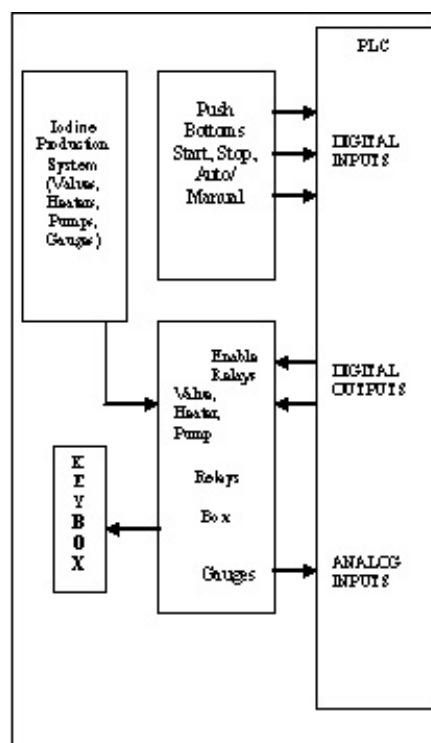 Iodine
Production
System
(Values,
Heaters,
Pumps,
Gauges)
Push
Bottoms
Start, Stop,
Auto/
Manual
PLC
DIGITAL
INPUTS
Enable
Relays
Valve,
Heater,
Pump
Relays
Box
Gauges
DIGITAL
OUTPUTS
ANALOG
INPUTS
K
E
Y
B
O
X